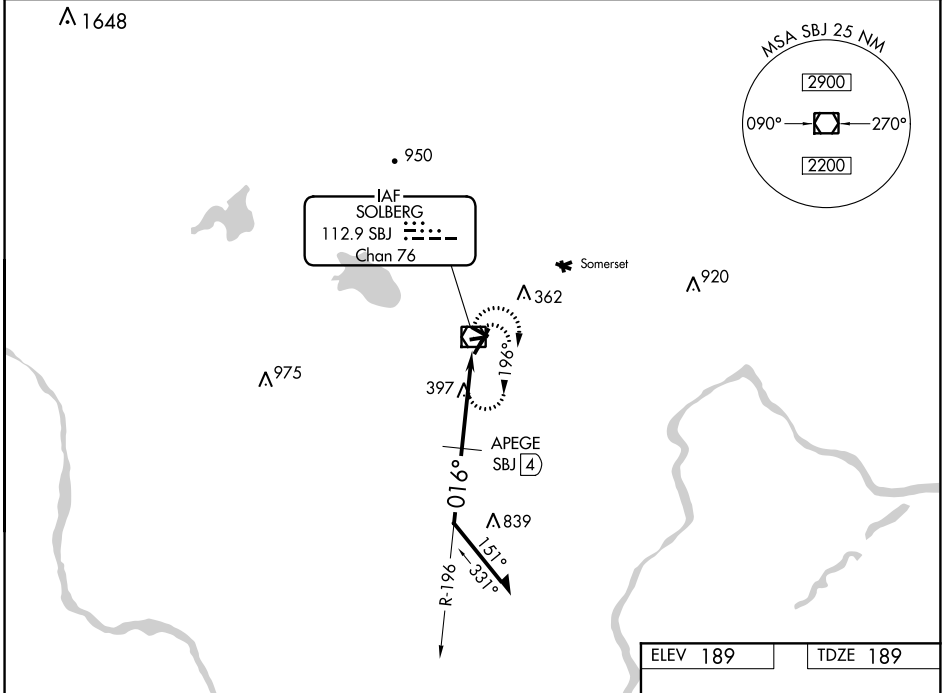 1648
MSA SBJ 25 NM
2900
090°
270°
2200
950
IAF
SOLBERG
112.9 SBJ
Chan 76
Somerset
362
920
975
196°
397
APEGE
SBJ 4
016°
839
151°
331°
R-196
ELEV 189
TDZE 189